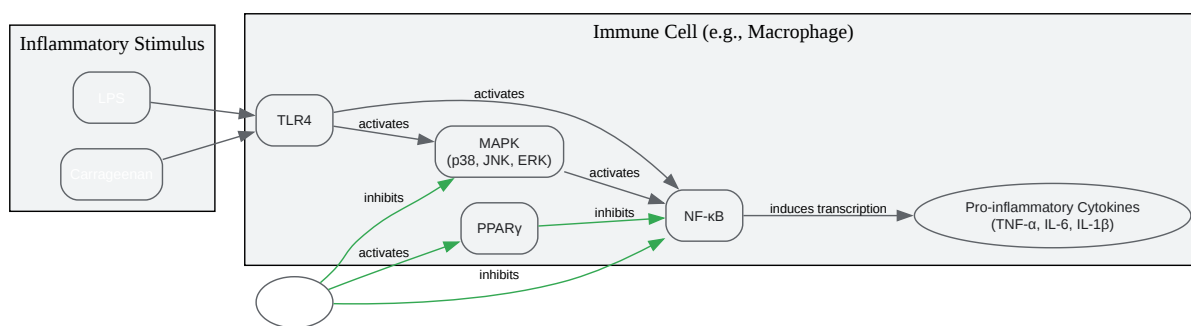 Inflammatory Stimulus
LPS
Carrageenan
Immune Cell (e.g., Macrophage)
TLR4
activates
activates
MAPK
(p38, JNK, ERK)
activates
inhibits
PPARγ
inhibits
activates
inhibits
NF-κB
induces transcription
Pro-inflammatory Cytokines
(TNF-α, IL-6, IL-1β)